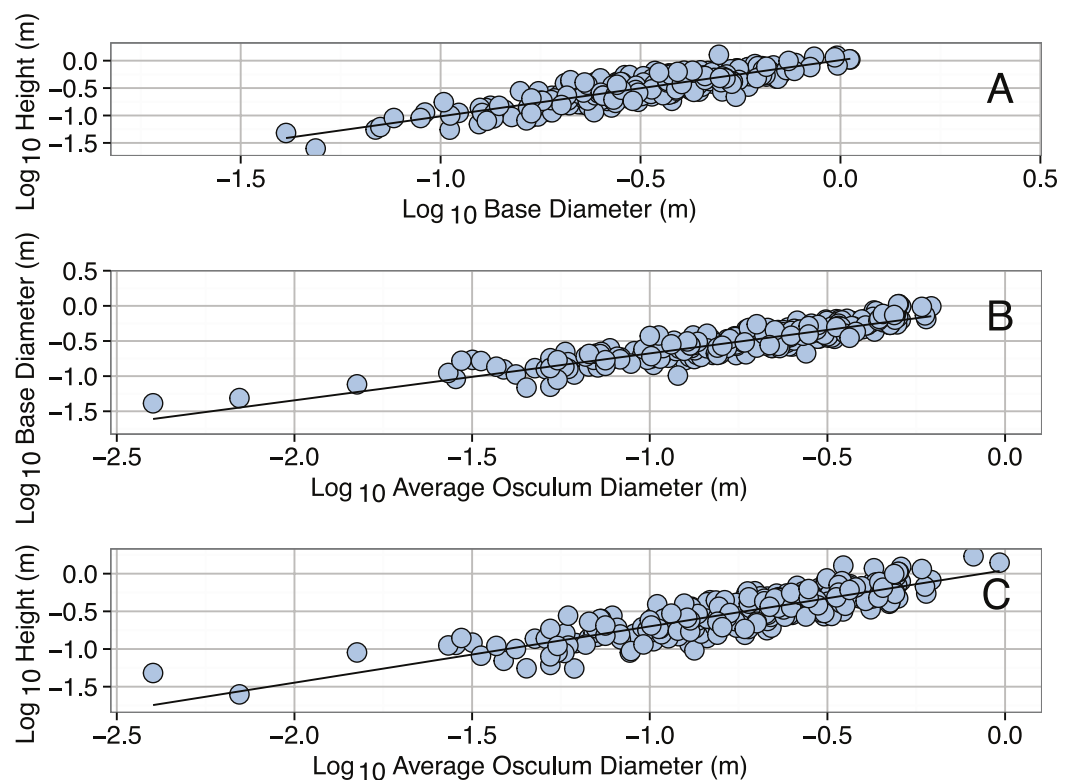 Log10 Height (m)
0.0
−0.5
−1.0
−1.5
A
−1.5 −1.0 −0.5 0.0 0.5
Log10 Base Diameter (m)
Log10 Base Diameter (m)
0.5
0.0
−0.5
−1.0
−1.5
B
−2.5 −2.0 −1.5 −1.0 −0.5 0.0
Log10 Average Osculum Diameter (m)
Log10 Height (m)
0.0
−0.5
−1.0
−1.5
C
−2.5 −2.0 −1.5 −1.0 −0.5 0.0
Log10 Average Osculum Diameter (m)